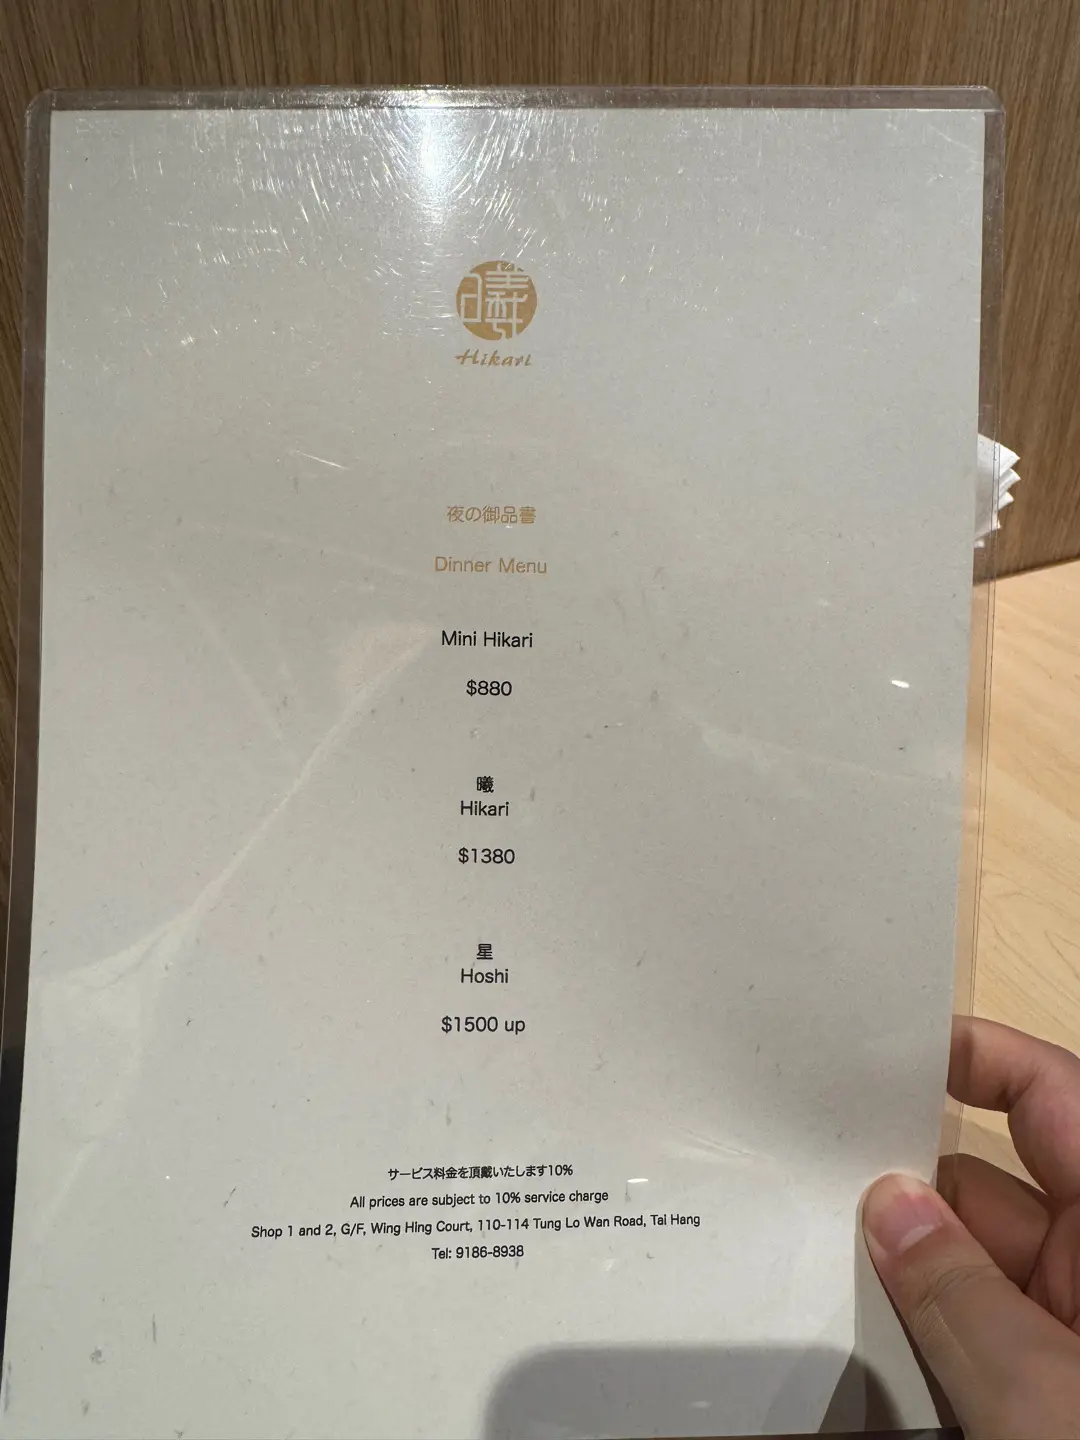 曦
Hikari
夜の御品書
Dinner Menu
Mini Hikari
$880
曦
Hikari
$1380
星
Hoshi
$1500 up
サービス料金を頂戴いたします10%
All prices are subject to 10% service charge
Shop 1 and 2, G/F, Wing Hing Court, 110-114 Tung Lo Wan Road, Tai Hang
Tel: 9186-8938